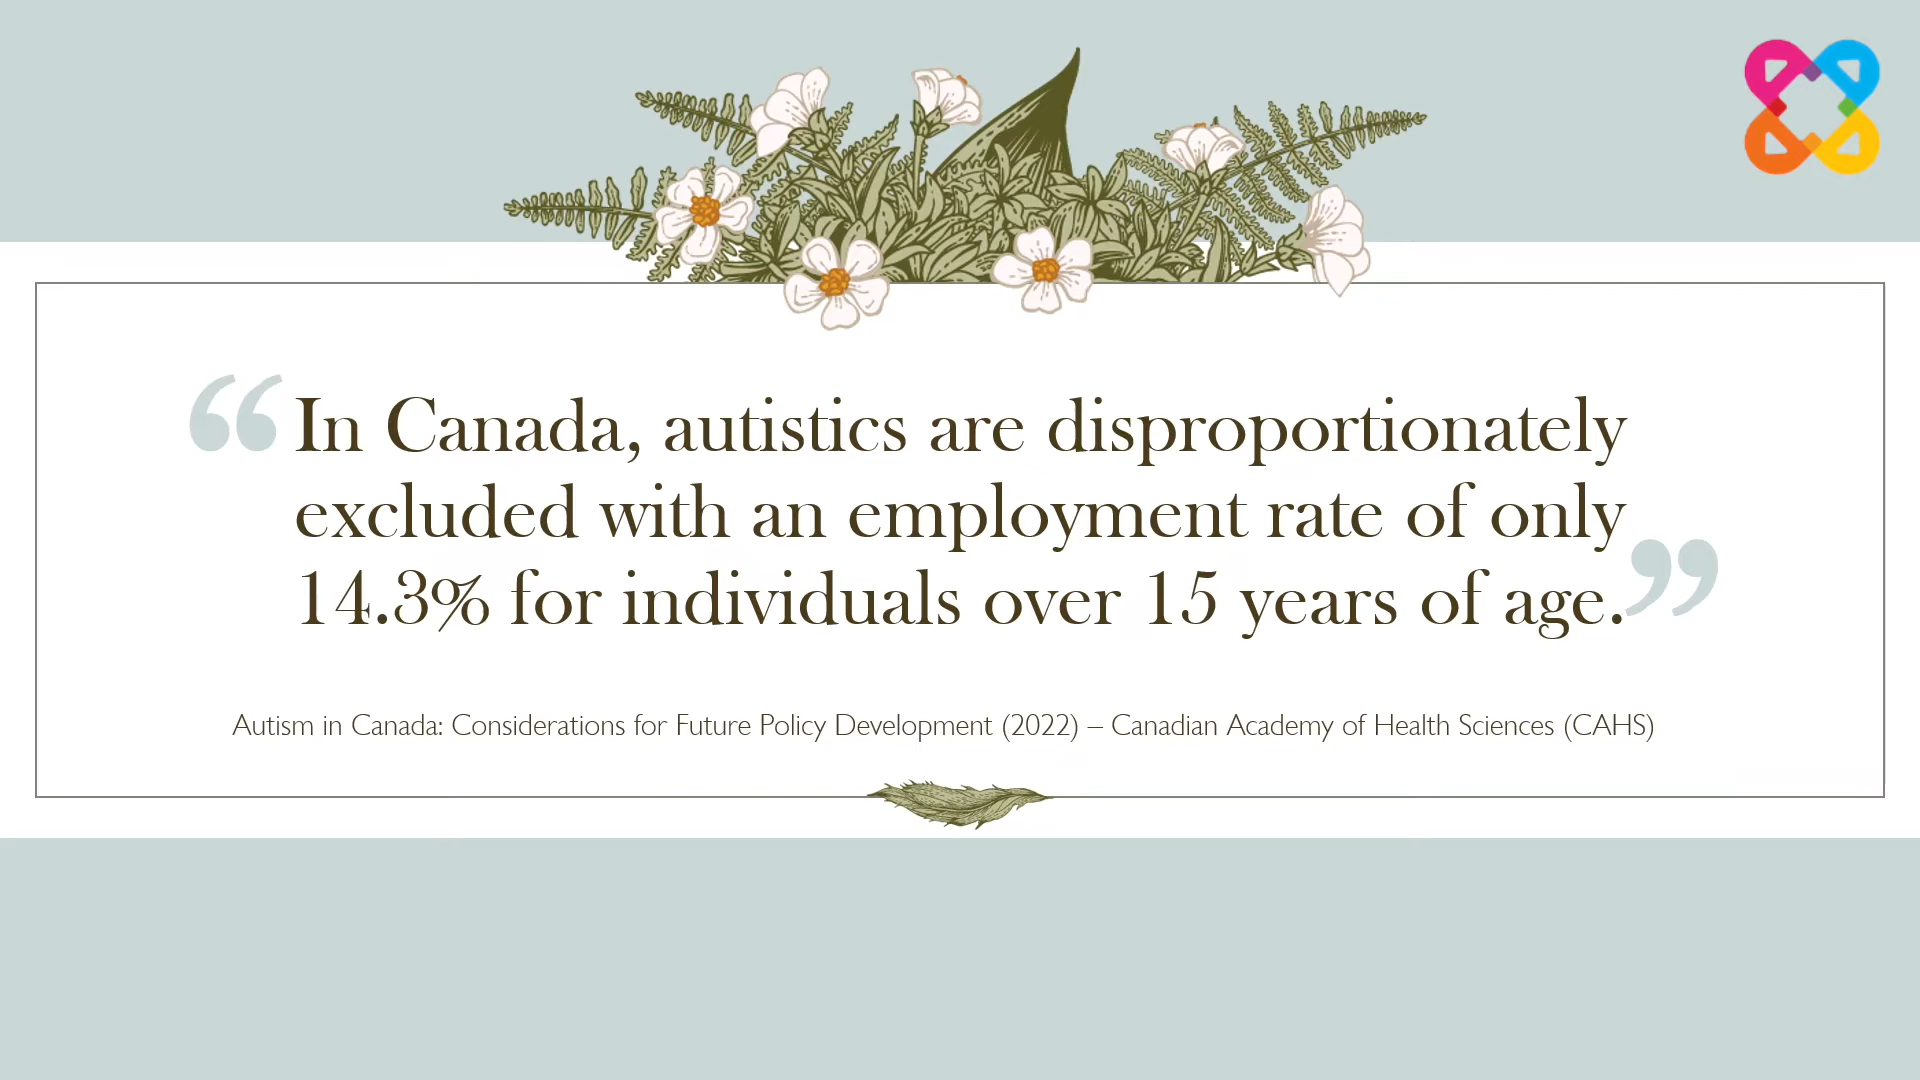 “In Canada, autistics are disproportionately
excluded with an employment rate of only
14.3% for individuals over 15 years of age.”
Autism in Canada: Considerations for Future Policy Development (2022) – Canadian Academy of Health Sciences (CAHS)